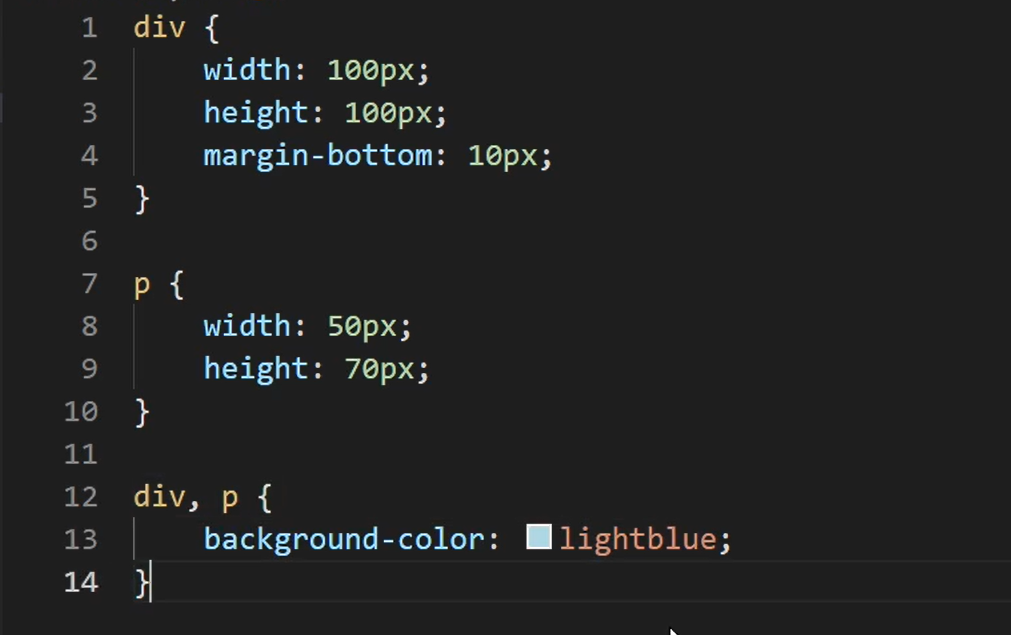 1 div {
2     width: 100px;
3     height: 100px;
4     margin-bottom: 10px;
5 }
6
7 p {
8     width: 50px;
9     height: 70px;
10 }
11
12 div, p {
13     background-color: lightblue;
14 }